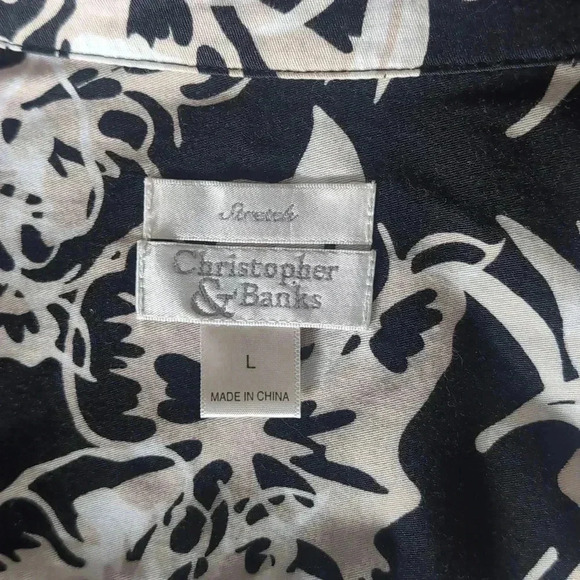 Stretch
Christopher
& Banks
L
MADE IN CHINA